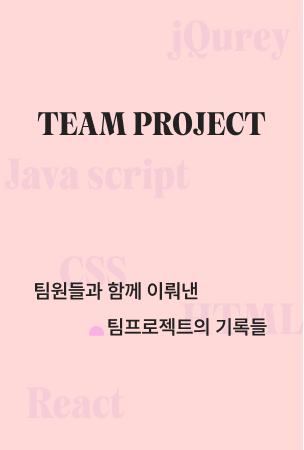 jQurey
TEAM PROJECT
Java script
CSS
팀원들과 함께 이뤄낸
HTML
팀프로젝트의 기록들
React